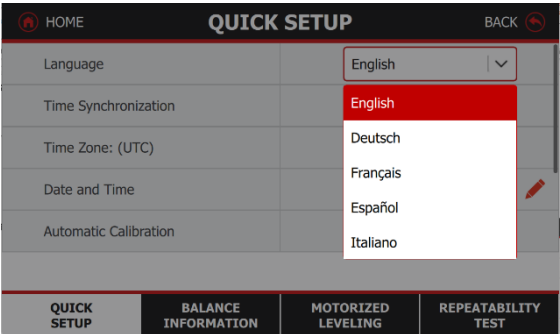 HOME
QUICK SETUP
BACK
Language
English
Time Synchronization
English
Time Zone: (UTC)
Deutsch
Français
Date and Time
Español
Automatic Calibration
Italiano
QUICK SETUP
BALANCE INFORMATION
MOTORIZED LEVELING
REPEATABILITY TEST